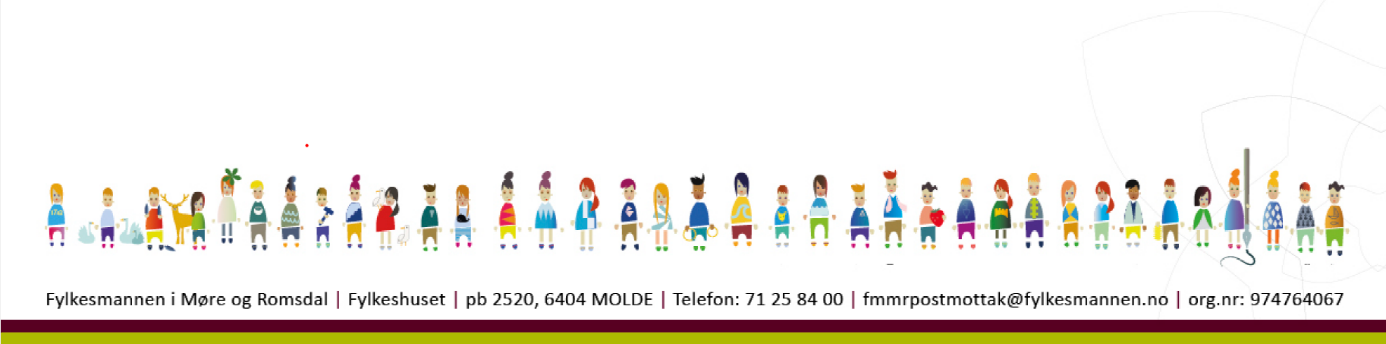 Fylkesmannen i Møre og Romsdal | Fylkeshuset | pb 2520, 6404 MOLDE | Telefon: 71 25 84 00 | fmmrpostmottak@fylkesmannen.no | org.nr: 974764067